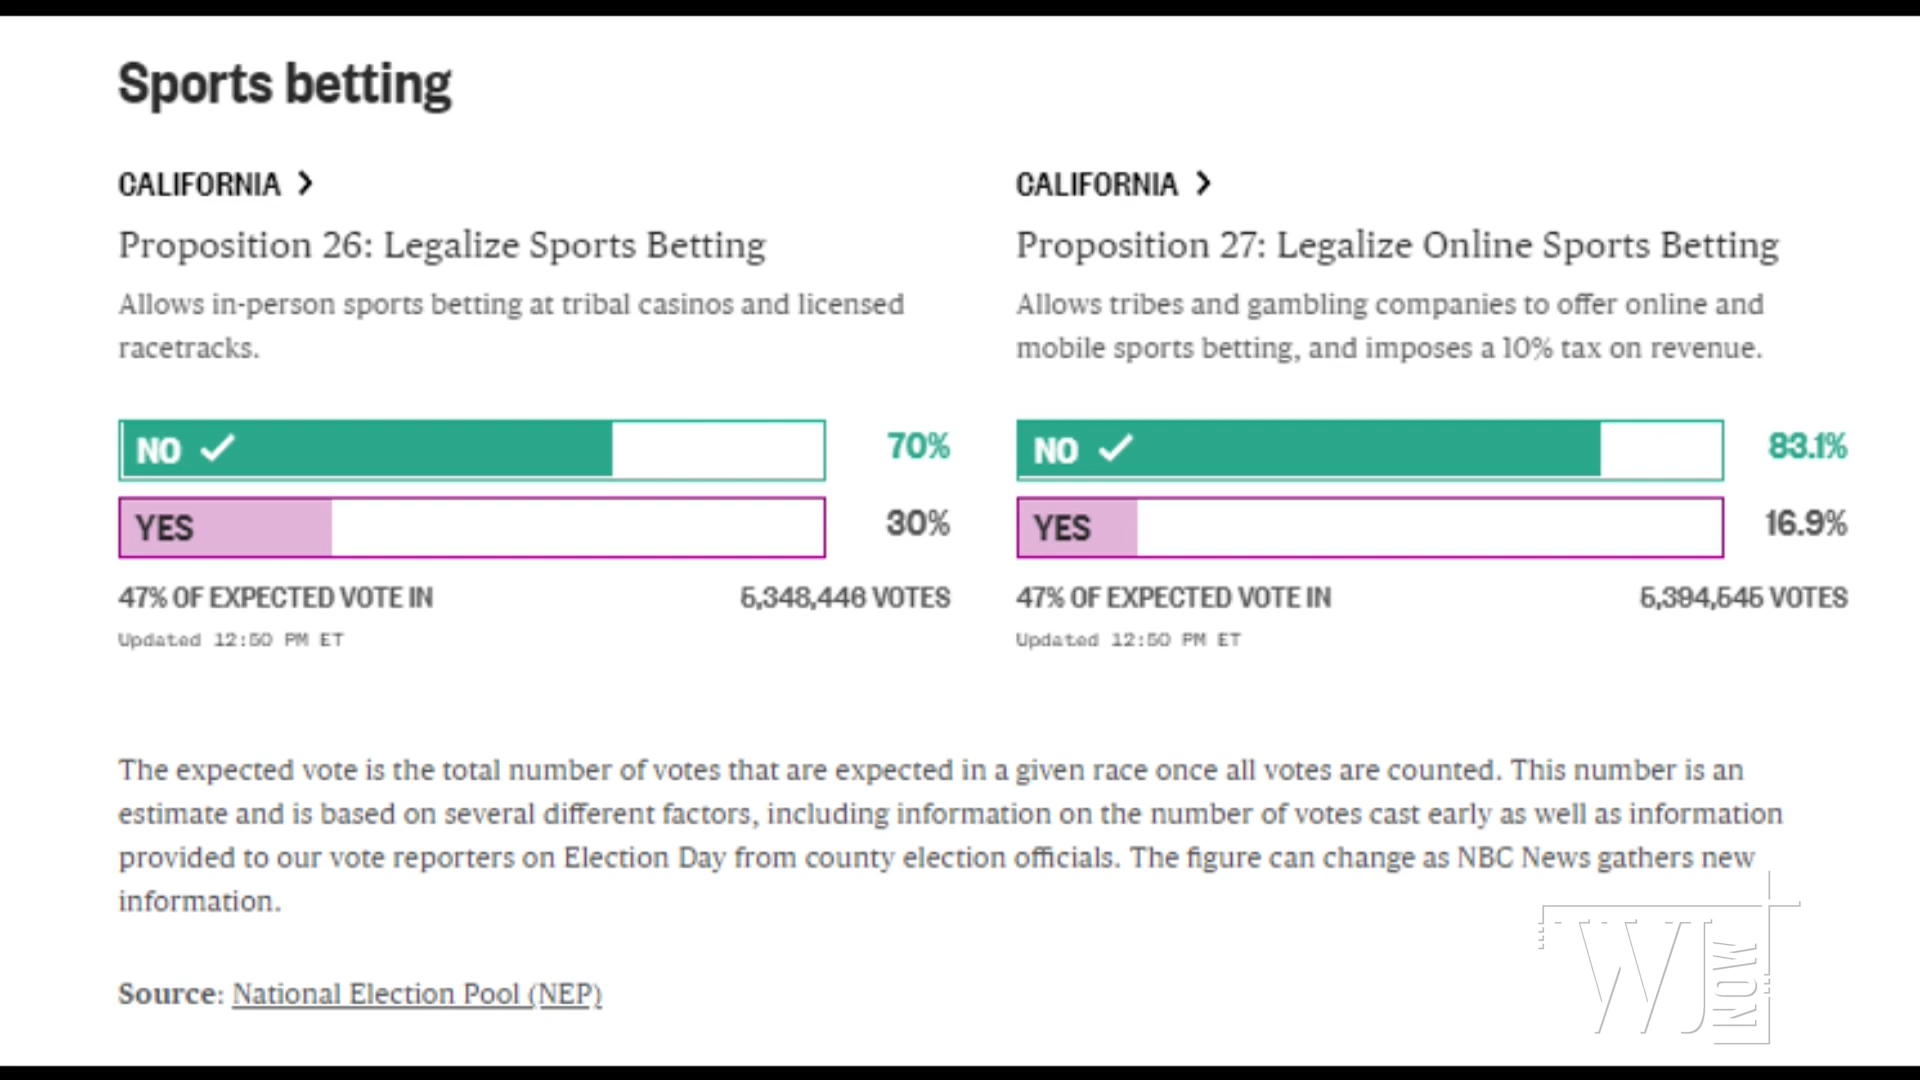 Sports betting
CALIFORNIA >
Proposition 26: Legalize Sports Betting
Allows in-person sports betting at tribal casinos and licensed
racetracks.
NO ✓ 70%
YES 30%
47% OF EXPECTED VOTE IN 5,348,446 VOTES
Updated 12:50 PM ET
CALIFORNIA >
Proposition 27: Legalize Online Sports Betting
Allows tribes and gambling companies to offer online and
mobile sports betting, and imposes a 10% tax on revenue.
NO ✓ 83.1%
YES 16.9%
47% OF EXPECTED VOTE IN 5,394,545 VOTES
Updated 12:50 PM ET
The expected vote is the total number of votes that are expected in a given race once all votes are counted. This number is an
estimate and is based on several different factors, including information on the number of votes cast early as well as information
provided to our vote reporters on Election Day from county election officials. The figure can change as NBC News gathers new
information.
Source: National Election Pool (NEP)
WJ
NOW